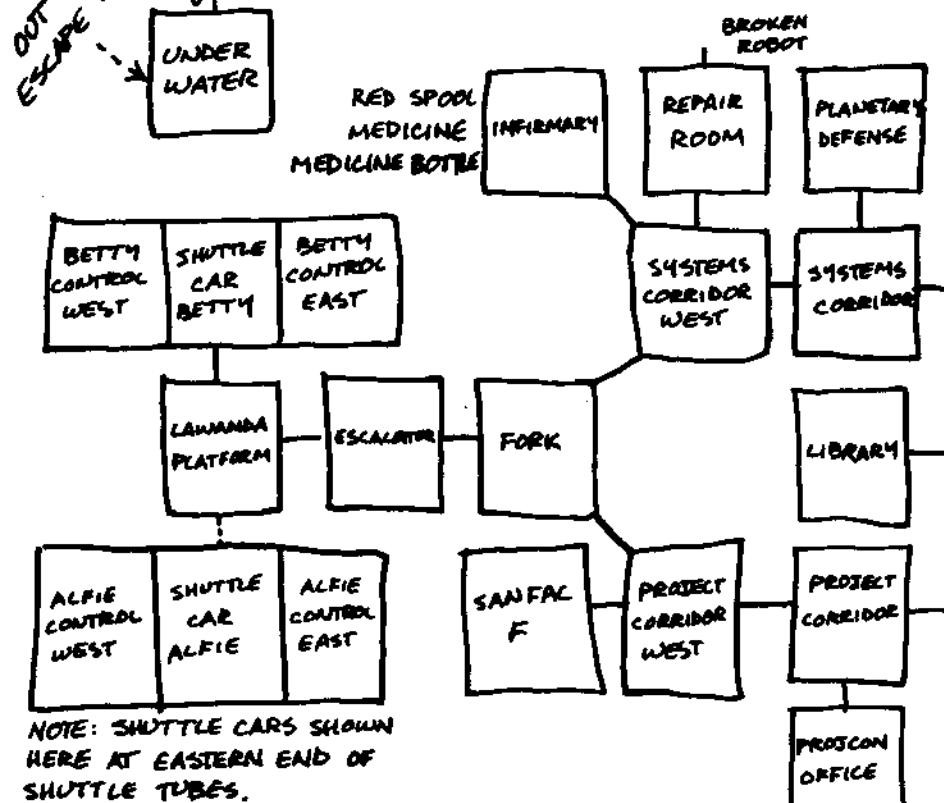 OUT
ESCAPE
UNDER
WATER
BROKEN
ROBOT
RED SPOOL
MEDICINE
MEDICINE BOTTLE
INFIRMARY
REPAIR
ROOM
PLANETARY
DEFENSE
BETTY
CONTROL
WEST
SHUTTLE
CAR
BETTY
BETTY
CONTROL
EAST
SYSTEMS
CORRIDOR
WEST
SYSTEMS
CORRIDOR
LAWANDA
PLATFORM
ESCALATOR
FORK
LIBRARY
ALFIE
CONTROL
WEST
SHUTTLE
CAR
ALFIE
ALFIE
CONTROL
EAST
SANFAC
F
PROJECT
CORRIDOR
WEST
PROJECT
CORRIDOR
PROJCON
OFFICE
NOTE: SHUTTLE CARS SHOWN
HERE AT EASTERN END OF
SHUTTLE TUBES.